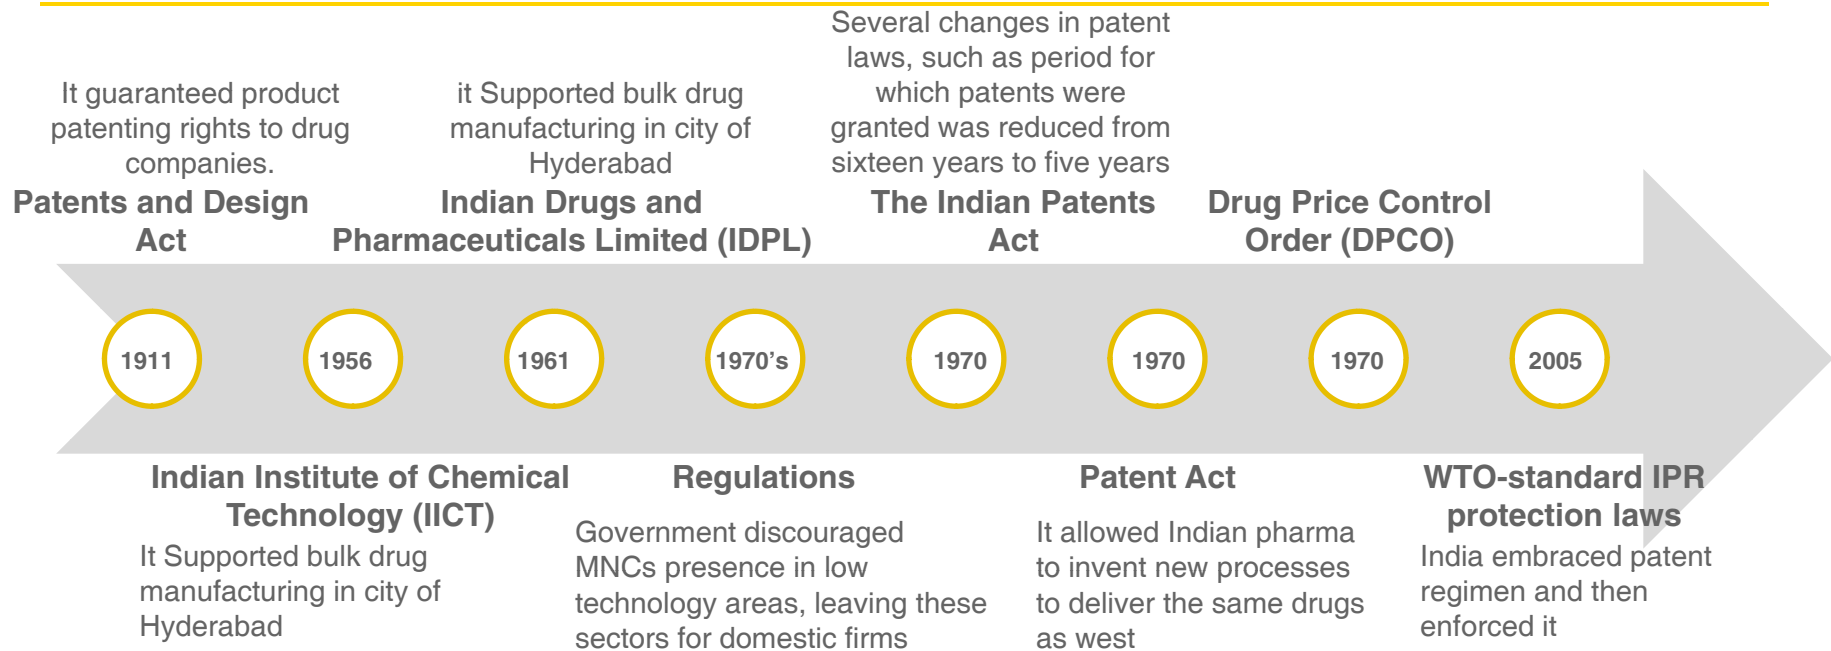 It guaranteed product
patenting rights to drug
companies.
Patents and Design
Act
it Supported bulk drug
manufacturing in city of
Hyderabad
Indian Drugs and
Pharmaceuticals Limited (IDPL)
Several changes in patent
laws, such as period for
which patents were
granted was reduced from
sixteen years to five years
The Indian Patents
Act
Drug Price Control
Order (DPCO)
1911
1956
1961
1970's
1970
1970
1970
2005
Indian Institute of Chemical
Technology (IICT)
It Supported bulk drug
manufacturing in city of
Hyderabad
Regulations
Government discouraged
MNCs presence in low
technology areas, leaving these
sectors for domestic firms
Patent Act
It allowed Indian pharma
to invent new processes
to deliver the same drugs
as west
WTO-standard IPR
protection laws
India embraced patent
regimen and then
enforced it